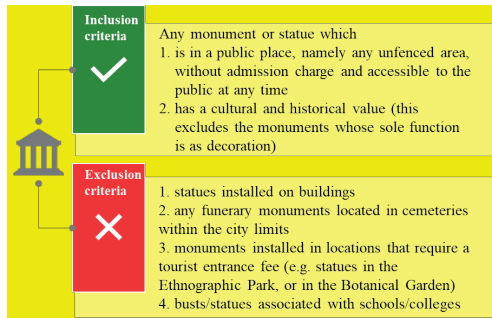 Inclusion
criteria
Any monument or statue which
1. is in a public place, namely any unfenced area,
without admission charge and accessible to the
public at any time
2. has a cultural and historical value (this
excludes the monuments whose sole function
is as decoration)
Exclusion
criteria
1. statues installed on buildings
2. any funerary monuments located in cemeteries
within the city limits
3. monuments installed in locations that require a
tourist entrance fee (e.g. statues in the
Ethnographic Park, or in the Botanical Garden)
4. busts/statues associated with schools/colleges